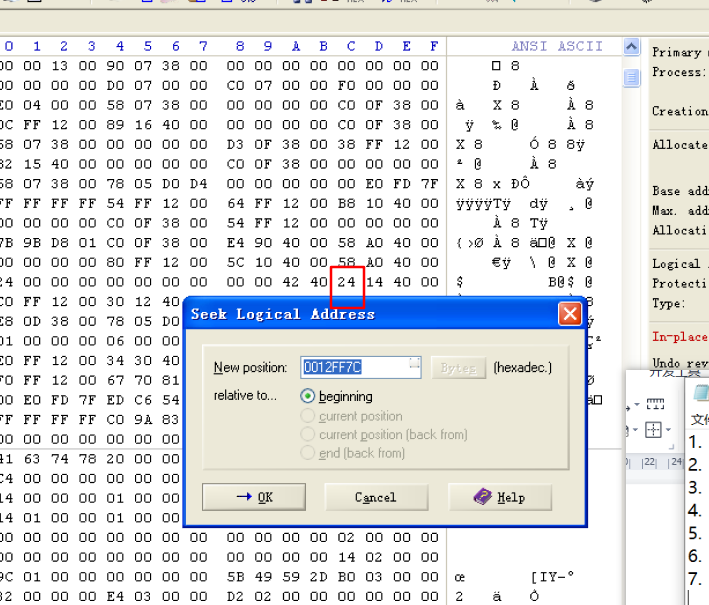 0 1 2 3 4 5 6 7 8 9 A B C D E F ANSI ASCII
00 00 13 00 90 07 38 00 00 00 00 00 00 00 00 00 □ 8
00 00 00 00 D0 07 00 00 C0 07 00 00 F0 00 00 00 Ð À ð
E0 04 00 00 58 07 38 00 00 00 00 00 C0 0F 38 00 à X 8 À 8
0C FF 12 00 89 16 40 00 00 00 00 00 C0 0F 38 00 ÿ ‰ @ À 8
58 07 38 00 00 00 00 00 D3 0F 38 00 38 FF 12 00 X 8 Ó 8 8ÿ
B2 15 40 00 00 00 00 00 C0 0F 38 00 00 00 00 00 ² @ À 8
58 07 38 00 78 05 D0 D4 00 00 00 00 E0 FD 7F X 8 x ÐÔ àý
FF FF FF FF 54 FF 12 00 64 FF 12 00 B8 10 40 00 ÿÿÿÿTÿ dÿ ¸ @
00 00 00 00 C0 0F 38 00 54 FF 12 00 00 00 00 00 À 8 Tÿ
7B 9B D8 01 C0 0F 38 00 E4 90 40 00 58 A0 40 00 {›Ø À 8 ä□@ X @
00 00 00 00 80 FF 12 00 5C 10 40 00 58 A0 40 00 €ÿ \ @ X @
24 00 00 00 00 00 00 00 00 00 42 40 24 14 40 00 $ B@$ @
C0 FF 12 00 30 12 40
E8 0D 38 00 78 05 D0
01 00 00 00 06 00 00
E0 FF 12 00 34 30 40
F0 FF 12 00 67 70 81
00 E0 FD 7F ED C6 54
FF FF FF FF C0 9A 83
00 00 00 00 00 00 00
41 63 74 78 20 00 00
C4 00 00 00 00 00 00
14 00 00 00 01 00 00
14 01 00 00 01 00 00
00 00 00 00 00 00 00 00 00 00 00 00 02 00 00 00
00 00 00 00 00 00 00 00 00 00 00 00 14 02 00 00
9C 01 00 00 00 00 00 00 5B 49 59 2D B0 03 00 00 œ [IY-°
32 00 00 00 E4 03 00 00 D2 02 00 00 00 00 00 00 2 ä Ò
Seek Logical Address
New position: 0012FF7C Bytes (hexadec.)
relative to... beginning
current position
current position (back from)
end (back from)
OK Cancel Help
Primary
Process:
Creation
Allocate
Base add
Max. add
Allocati
Logical
Protecti
Type:
In-place
Undo rev
开发工具
22 24
文件
1.
2.
3.
4.
5.
6.
7.